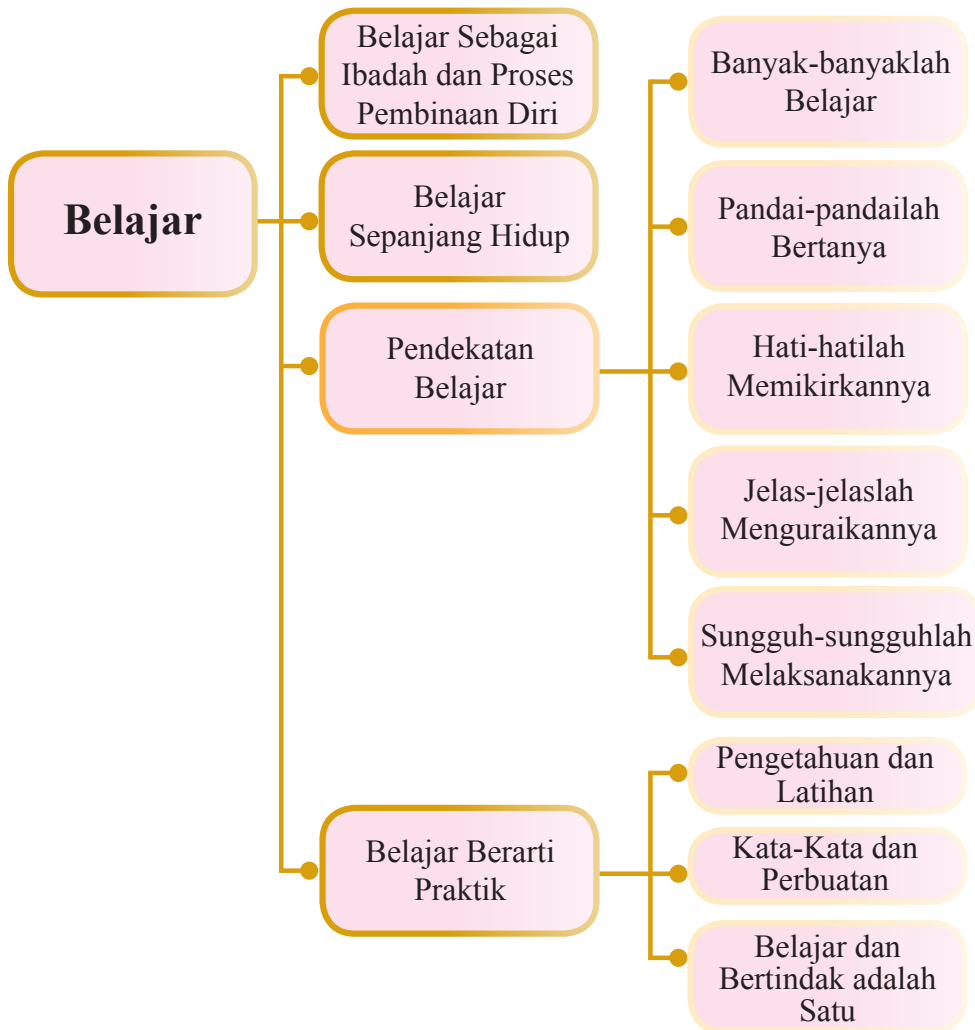 Belajar
Belajar Sebagai
Ibadah dan Proses
Pembinaan Diri
Belajar
Sepanjang Hidup
Pendekatan
Belajar
Banyak-banyaklah
Belajar
Pandai-pandailah
Bertanya
Hati-hatilah
Memikirkannya
Jelas-jelaslah
Menguraikannya
Sungguh-sungguhlah
Melaksanakannya
Belajar Berarti
Praktik
Pengetahuan dan
Latihan
Kata-Kata dan
Perbuatan
Belajar dan
Bertindak adalah
Satu